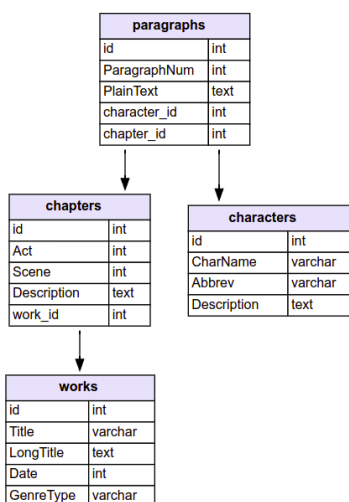 paragraphs
id int
ParagraphNum int
PlainText text
character_id int
chapter_id int
chapters
id int
Act int
Scene int
Description text
work_id int
characters
id int
CharName varchar
Abbrev varchar
Description text
works
id int
Title varchar
LongTitle text
Date int
GenreType varchar